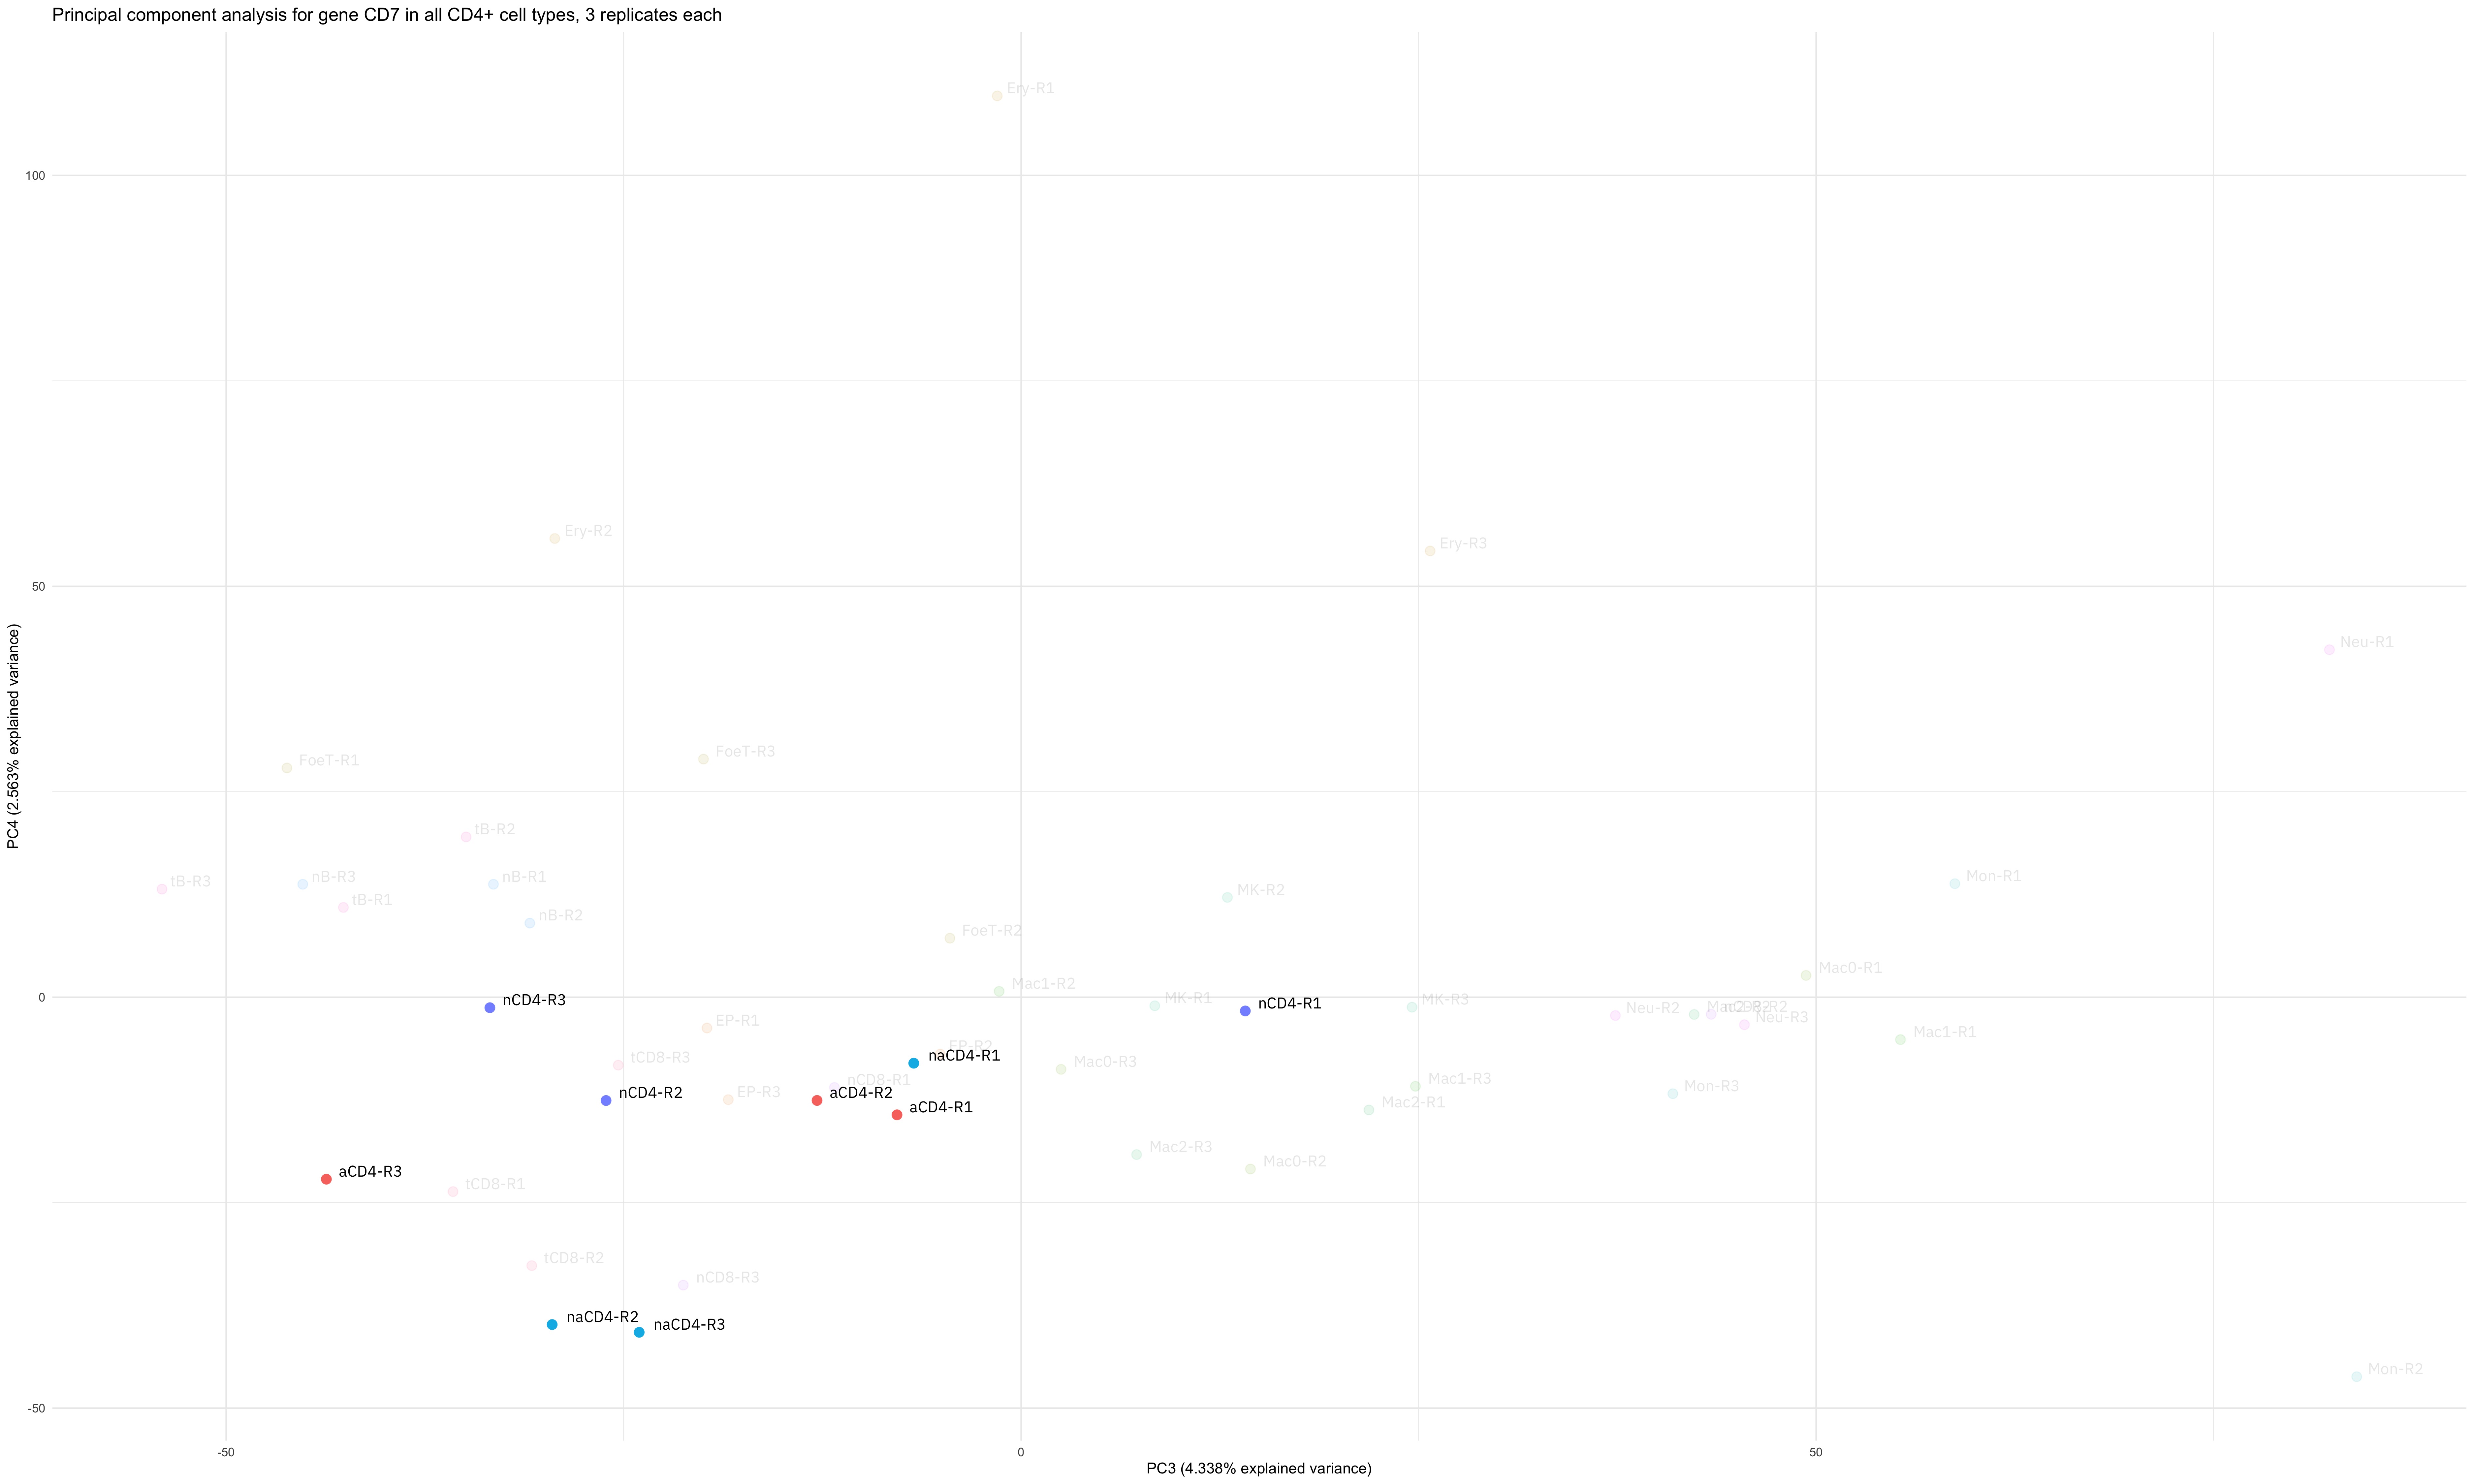 Principal component analysis for gene CD7 in all CD4+ cell types, 3 replicates each
Ery-R1
100
Ery-R2
Ery-R3
50
Neu-R1
FoeT-R3
FoeT-R1
tB-R2
tB-R3
nB-R3
nB-R1
Mon-R1
tB-R1
MK-R2
nB-R2
FoeT-R2
Mac0-R1
Mac1-R2
0
nCD4-R3
MK-R1
nCD4-R1
MK-R3
Neu-R2
Mac2-R2
nCD8-R2
Neu-R3
EP-R1
Mac1-R1
EP-R2
naCD4-R1
tCD8-R3
Mac0-R3
nCD8-R1
Mac1-R3
Mon-R3
nCD4-R2
EP-R3
aCD4-R2
aCD4-R1
Mac2-R1
Mac2-R3
Mac0-R2
aCD4-R3
tCD8-R1
tCD8-R2
nCD8-R3
naCD4-R2
naCD4-R3
Mon-R2
-50
-50
0
50
PC3 (4.338% explained variance)
PC4 (2.563% explained variance)